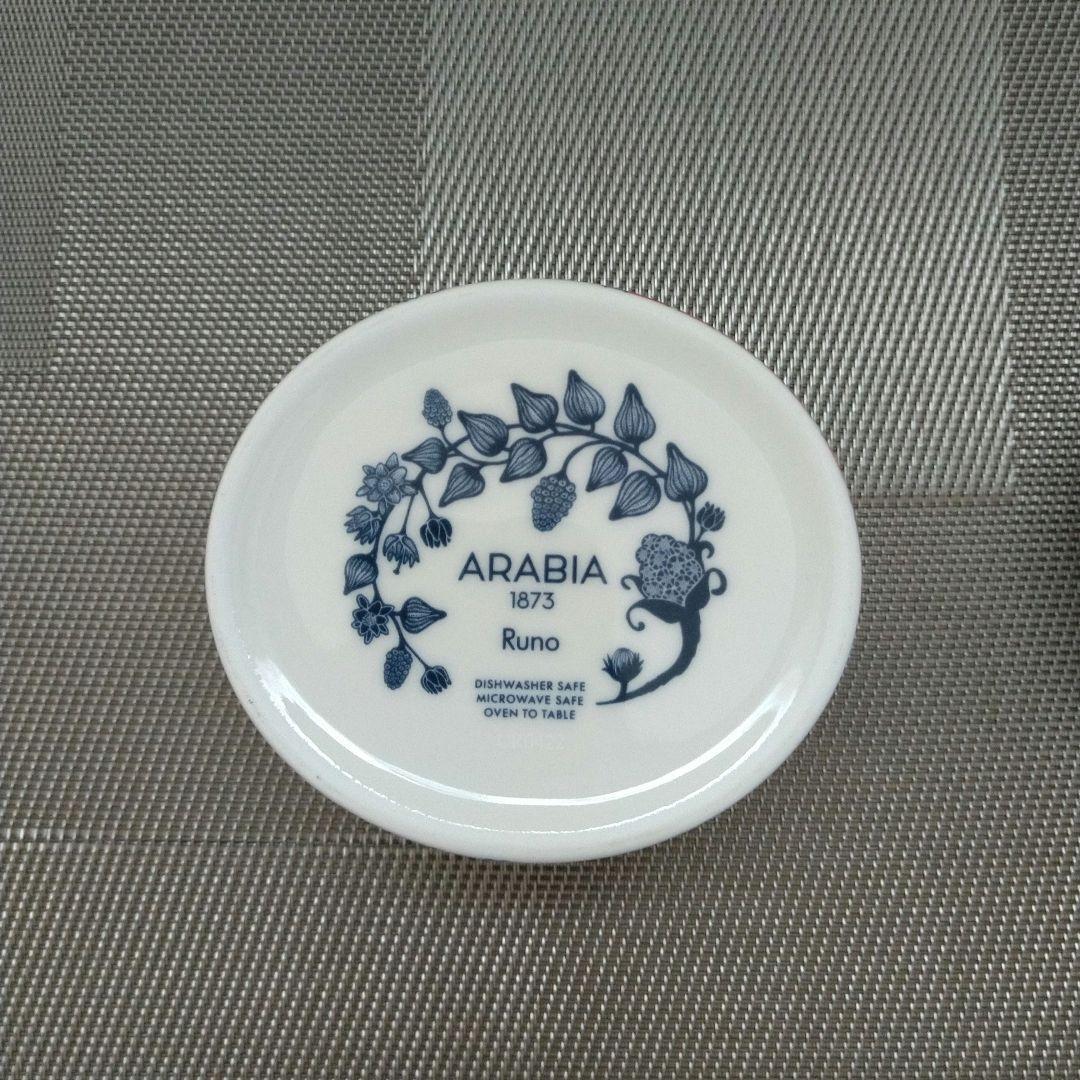 ARABIA
1873
Runo
DISHWASHER SAFE
MICROWAVE SAFE
OVEN TO TABLE